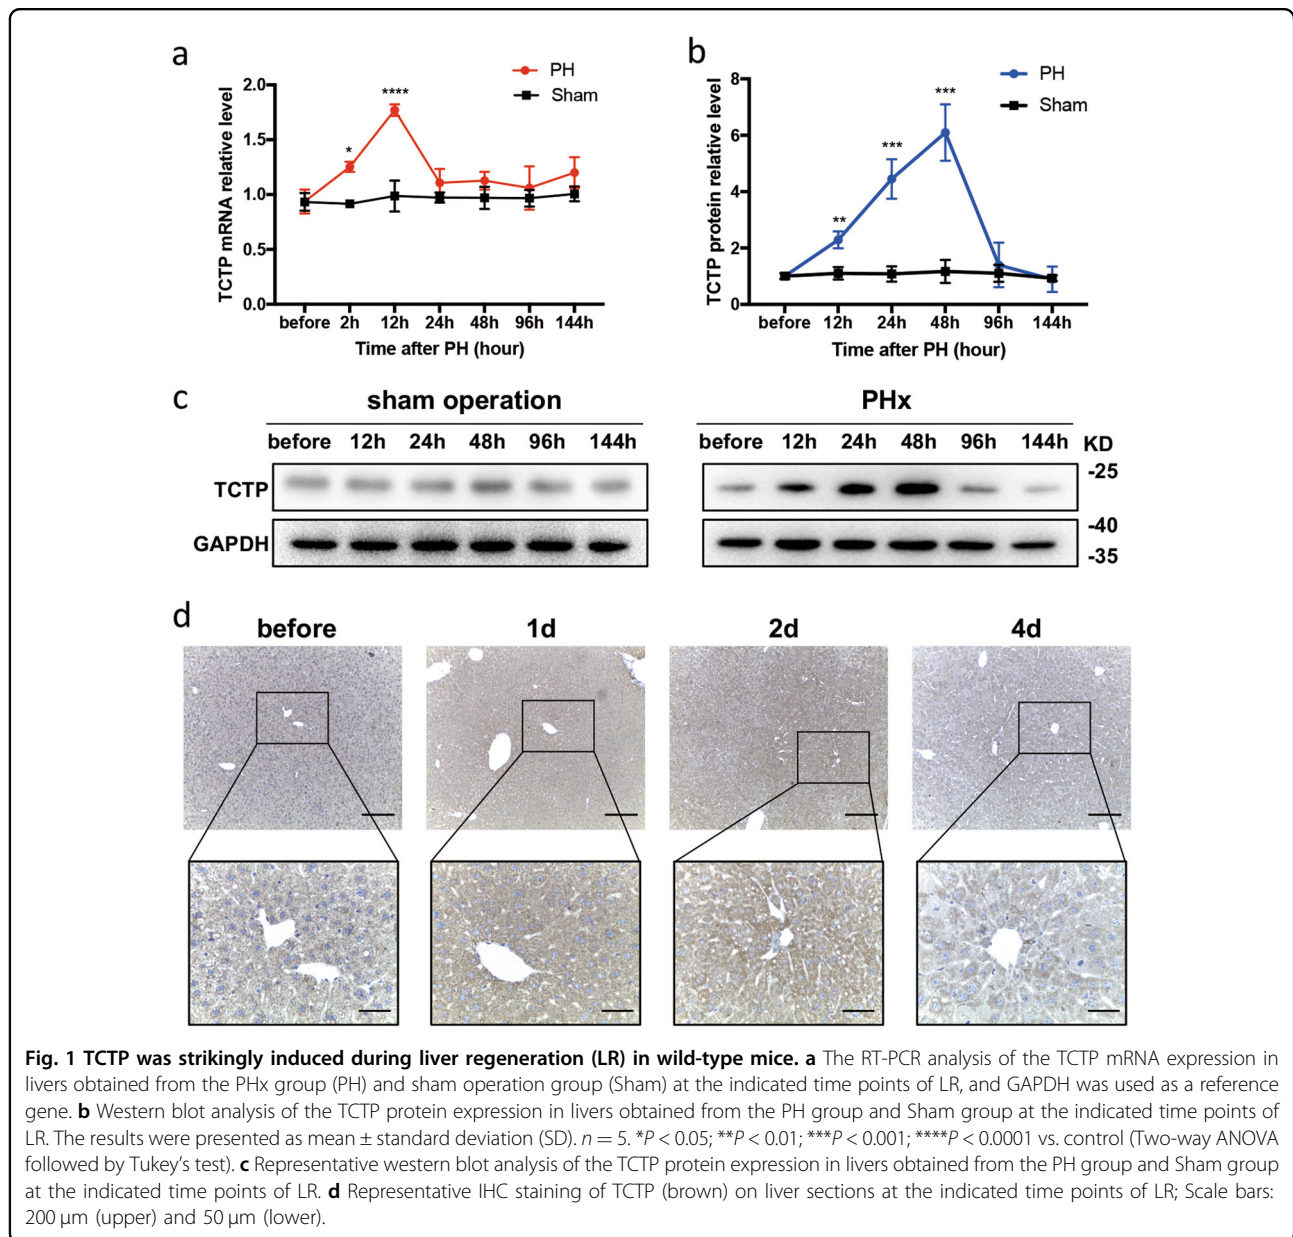 a
b
PH
Sham
TCTP mRNA relative level
2.0
1.5
1.0
0.5
0.0
*
****
before 2h 12h 24h 48h 96h 144h
Time after PH (hour)
PH
Sham
TCTP protein relative level
8
6
4
2
0
**
***
***
before 12h 24h 48h 96h 144h
Time after PH (hour)
c
sham operation
PHx
before 12h 24h 48h 96h 144h
before 12h 24h 48h 96h 144h KD
TCTP
-25
GAPDH
-40
-35
d
before 1d 2d 4d
Fig. 1 TCTP was strikingly induced during liver regeneration (LR) in wild-type mice. a The RT-PCR analysis of the TCTP mRNA expression in
livers obtained from the PHx group (PH) and sham operation group (Sham) at the indicated time points of LR, and GAPDH was used as a reference
gene. b Western blot analysis of the TCTP protein expression in livers obtained from the PH group and Sham group at the indicated time points of
LR. The results were presented as mean ± standard deviation (SD). n = 5. *P < 0.05; **P < 0.01; ***P < 0.001; ****P < 0.0001 vs. control (Two-way ANOVA
followed by Tukey's test). c Representative western blot analysis of the TCTP protein expression in livers obtained from the PH group and Sham group
at the indicated time points of LR. d Representative IHC staining of TCTP (brown) on liver sections at the indicated time points of LR; Scale bars:
200 μm (upper) and 50 μm (lower).